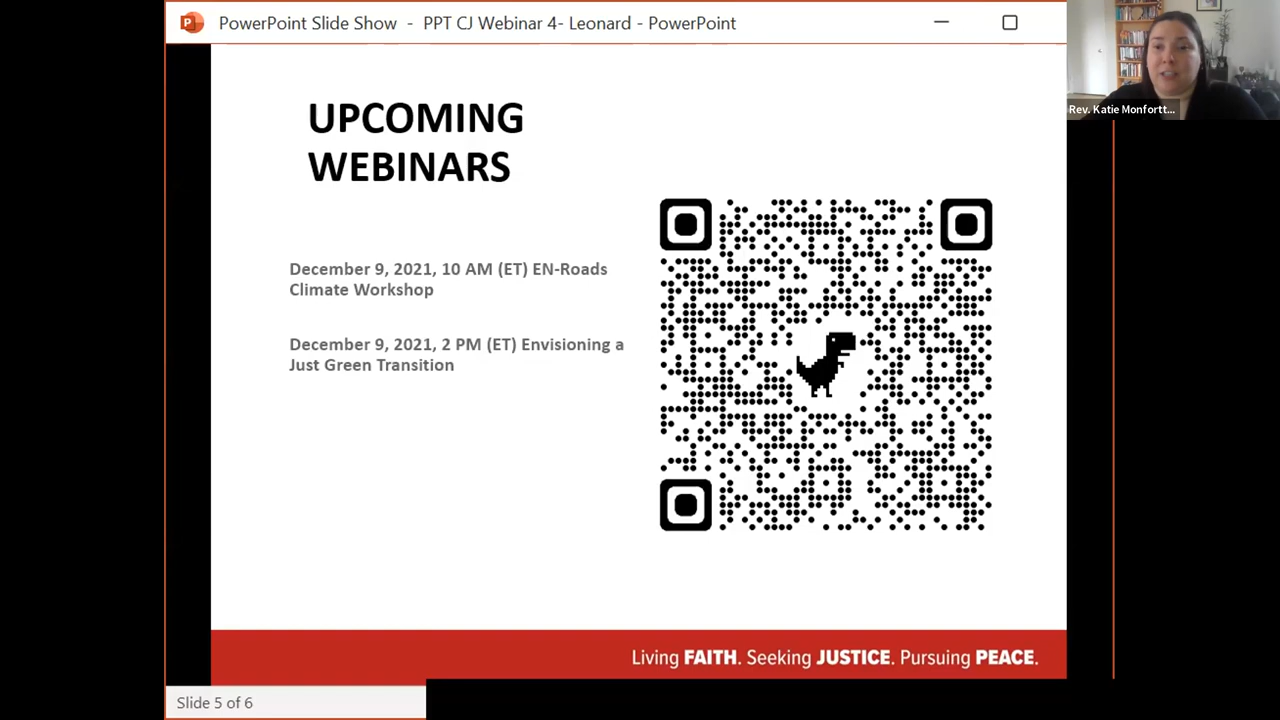 PowerPoint Slide Show - PPT CJ Webinar 4- Leonard - PowerPoint
Rev. Katie Monfortt...
UPCOMING
WEBINARS
December 9, 2021, 10 AM (ET) EN-Roads
Climate Workshop
December 9, 2021, 2 PM (ET) Envisioning a
Just Green Transition
Living FAITH. Seeking JUSTICE. Pursuing PEACE.
Slide 5 of 6